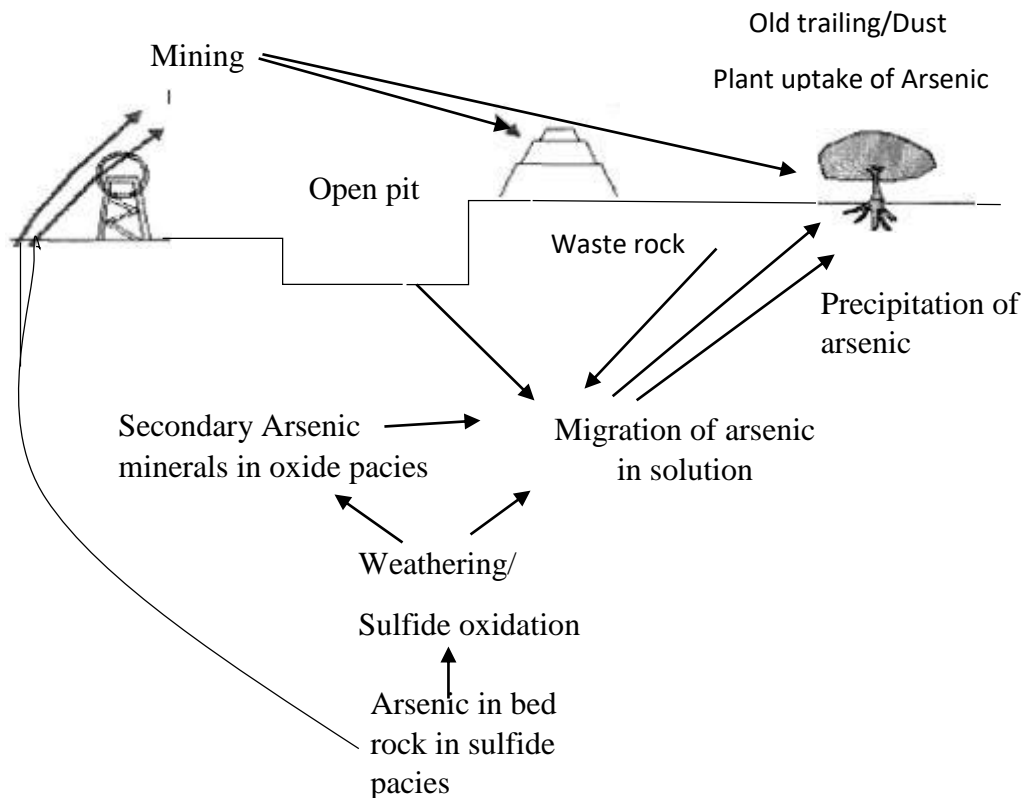 Old trailing/Dust
Mining
Plant uptake of Arsenic
Open pit
Waste rock
Precipitation of
arsenic
Secondary Arsenic
minerals in oxide pacies
Migration of arsenic
in solution
Weathering/
Sulfide oxidation
Arsenic in bed
rock in sulfide
pacies